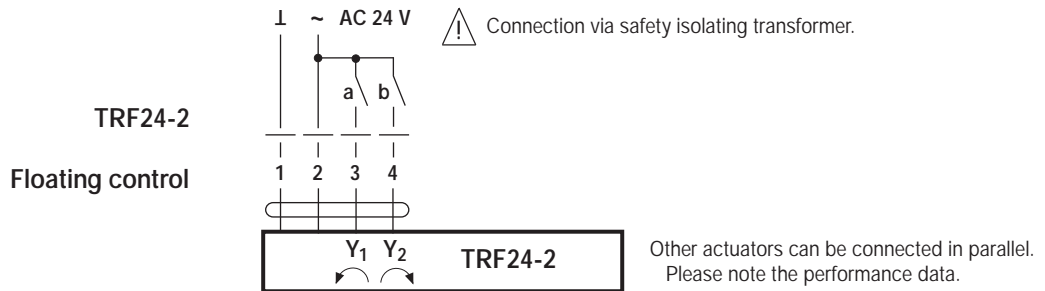 ⊥ ~ AC 24 V
Connection via safety isolating transformer.
a b
TRF24-2
Floating control
1 2 3 4
Y₁ Y₂
TRF24-2
Other actuators can be connected in parallel.
Please note the performance data.